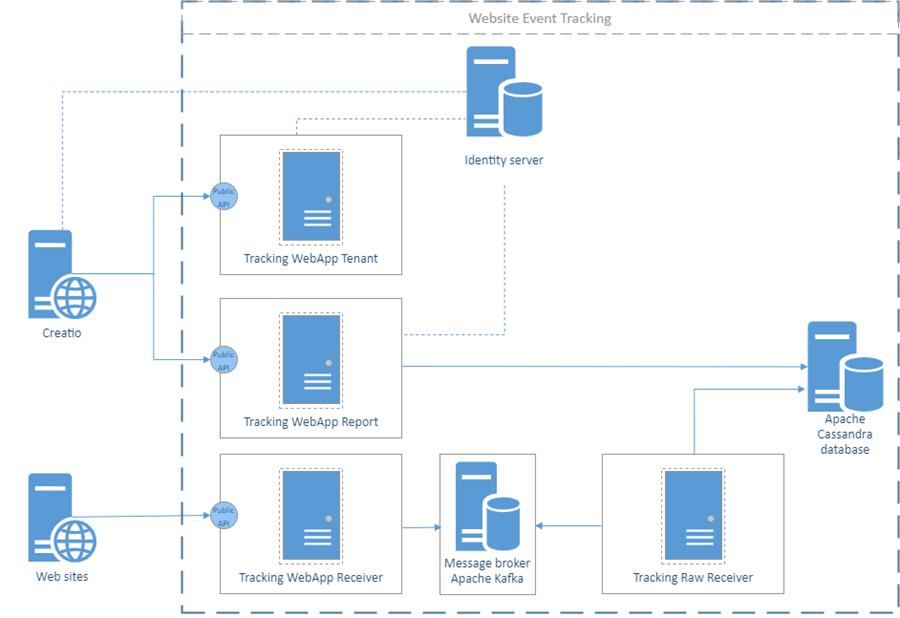 Website Event Tracking
Identity server
Public
API
Tracking WebApp Tenant
Creatio
Public
API
Tracking WebApp Report
Apache
Cassandra
database
Public
API
Tracking WebApp Receiver
Message broker
Apache Kafka
Tracking Raw Receiver
Web sites